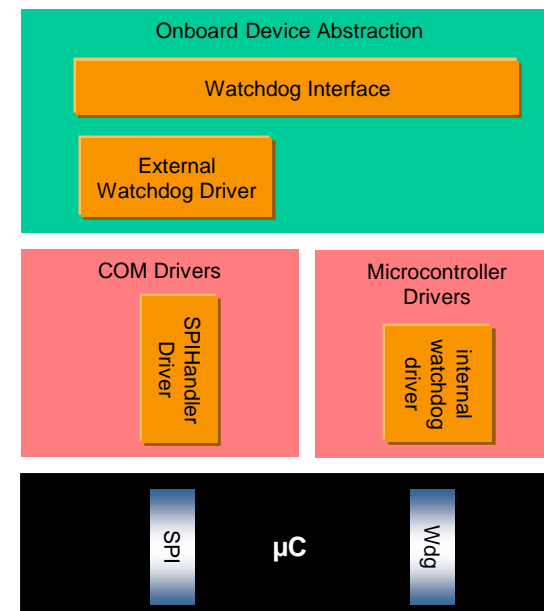 Onboard Device Abstraction
Watchdog Interface
External
Watchdog Driver
COM Drivers
SPIHandler
Driver
Microcontroller
Drivers
internal
watchdog
driver
SPI
µC
Wdg